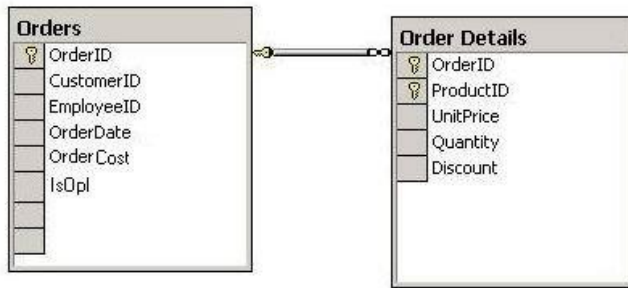 Orders
OrderID
CustomerID
EmployeeID
OrderDate
OrderCost
IsOpl
Order Details
OrderID
ProductID
UnitPrice
Quantity
Discount